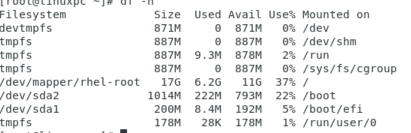 [root@linuxpc ~]# df -h
Filesystem Size Used Avail Use% Mounted on
devtmpfs 871M 0 871M 0% /dev
tmpfs 887M 0 887M 0% /dev/shm
tmpfs 887M 9.3M 878M 2% /run
tmpfs 887M 0 887M 0% /sys/fs/cgroup
/dev/mapper/rhel-root 17G 6.2G 11G 37% /
/dev/sda2 1014M 222M 793M 22% /boot
/dev/sda1 200M 8.4M 192M 5% /boot/efi
tmpfs 178M 28K 178M 1% /run/user/0